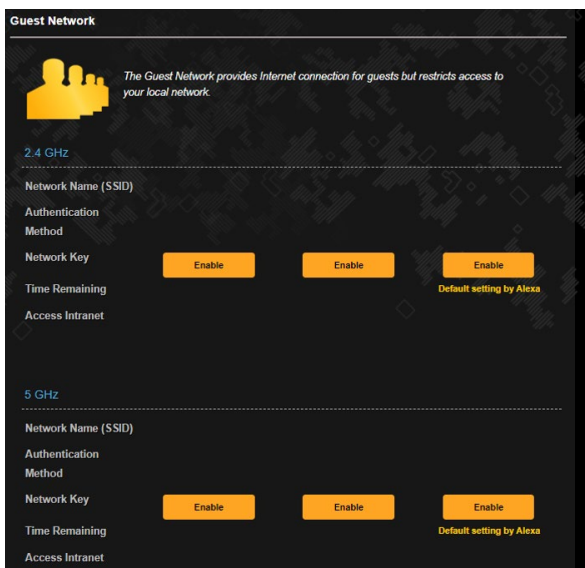 Guest Network
The Guest Network provides Internet connection for guests but restricts access to
your local network.
2.4 GHz
Network Name (SSID)
Authentication
Method
Network Key
Enable Enable Enable
Time Remaining
Default setting by Alexa
Access Intranet
5 GHz
Network Name (SSID)
Authentication
Method
Network Key
Enable Enable Enable
Time Remaining
Default setting by Alexa
Access Intranet